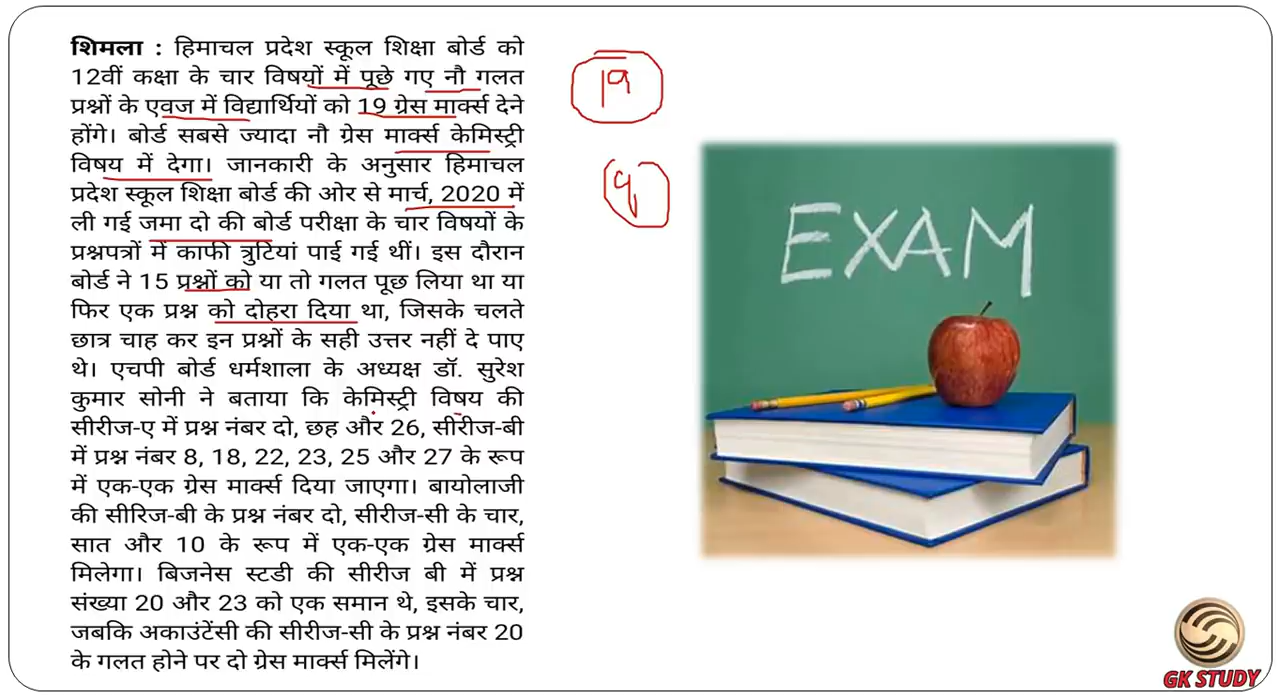 शिमला : हिमाचल प्रदेश स्कूल शिक्षा बोर्ड को
12वीं कक्षा के चार विषयों में पूछे गए नौ गलत
प्रश्नों के एवज में विद्यार्थियों को 19 ग्रेस मार्क्स देने
होंगे। बोर्ड सबसे ज्यादा नौ ग्रेस मार्क्स केमिस्ट्री
विषय में देगा। जानकारी के अनुसार हिमाचल
प्रदेश स्कूल शिक्षा बोर्ड की ओर से मार्च, 2020 में
ली गई जमा दो की बोर्ड परीक्षा के चार विषयों के
प्रश्नपत्रों में काफी त्रुटियां पाई गई थीं। इस दौरान
बोर्ड ने 15 प्रश्नों को या तो गलत पूछ लिया था या
फिर एक प्रश्न को दोहरा दिया था, जिसके चलते
छात्र चाह कर इन प्रश्नों के सही उत्तर नहीं दे पाए
थे। एचपी बोर्ड धर्मशाला के अध्यक्ष डॉ. सुरेश
कुमार सोनी ने बताया कि केमिस्ट्री विषय की
सीरीज-ए में प्रश्न नंबर दो, छह और 26, सीरीज-बी
में प्रश्न नंबर 8, 18, 22, 23, 25 और 27 के रूप
में एक-एक ग्रेस मार्क्स दिया जाएगा। बायोलाजी
की सीरिज-बी के प्रश्न नंबर दो, सीरीज-सी के चार,
सात और 10 के रूप में एक-एक ग्रेस मार्क्स
मिलेगा। बिजनेस स्टडी की सीरीज बी में प्रश्न
संख्या 20 और 23 को एक समान थे, इसके चार,
जबकि अकाउंटेंसी की सीरीज-सी के प्रश्न नंबर 20
के गलत होने पर दो ग्रेस मार्क्स मिलेंगे।
19
9
EXAM
GK STUDY